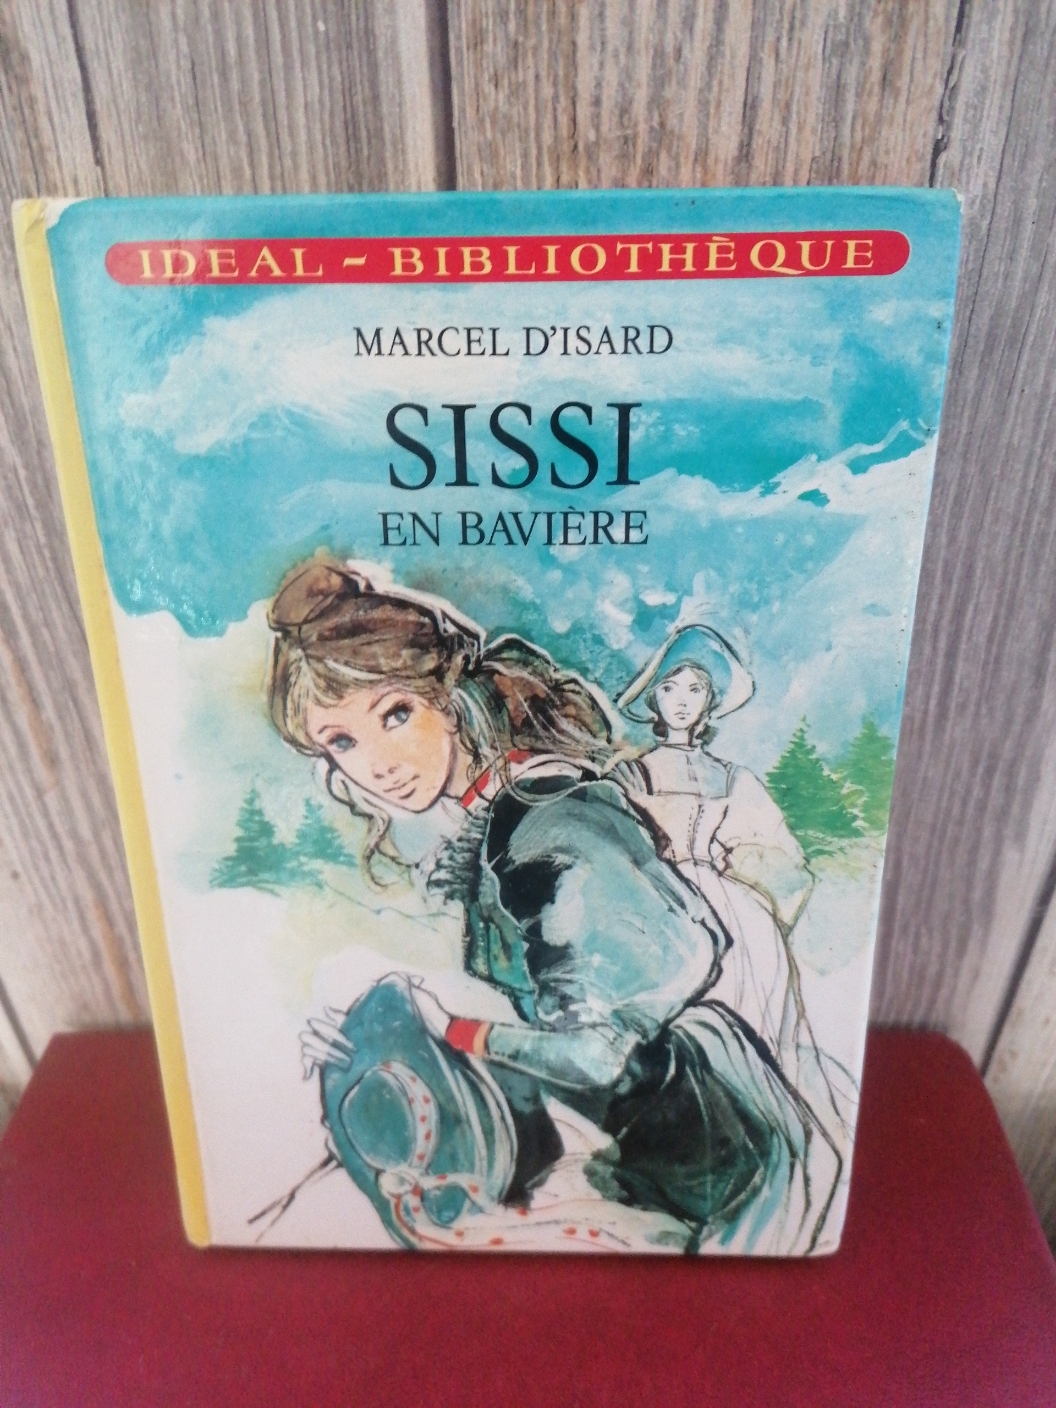 IDEAL - BIBLIOTHÈQUE
MARCEL D'ISARD
SISSI
EN BAVIÈRE